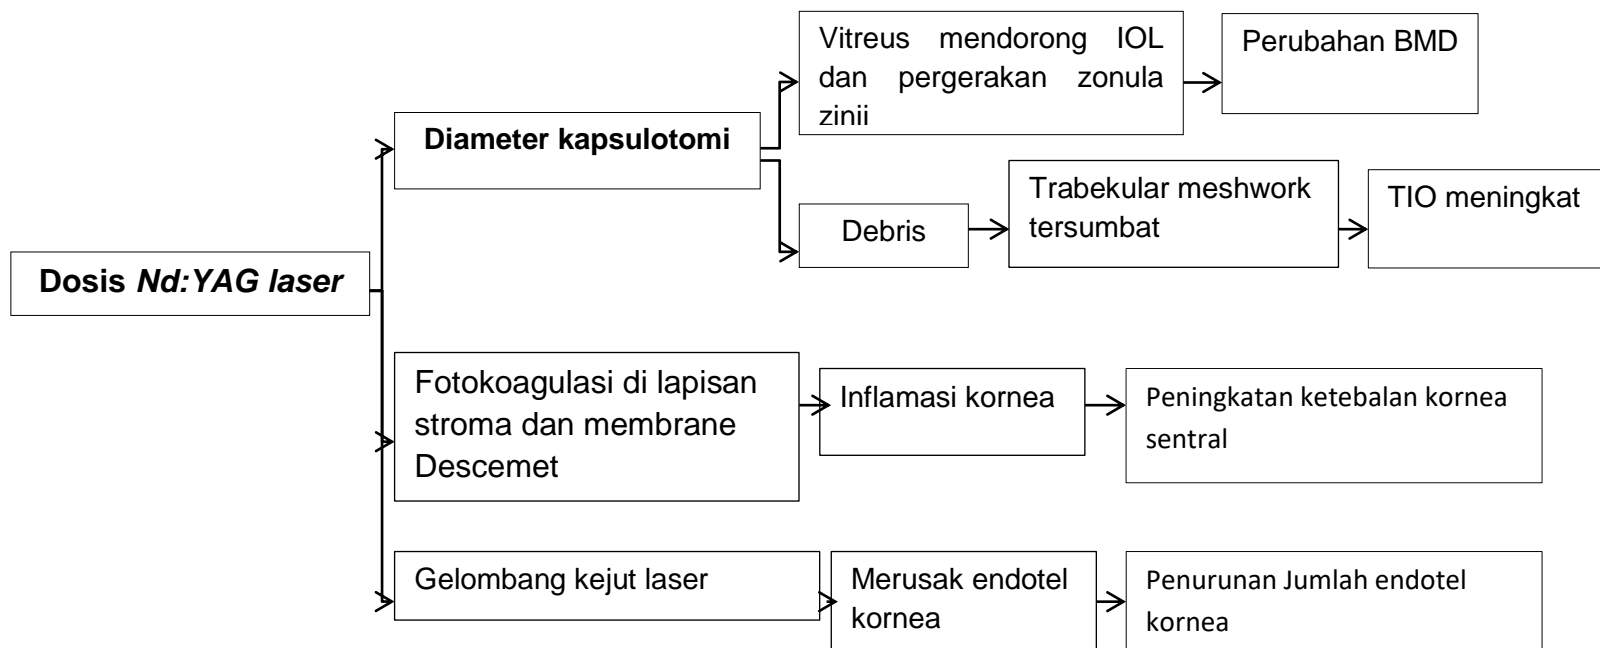 Vitreus mendorong IOL
dan pergerakan zonula
zinii
Perubahan BMD
Diameter kapsulotomi
Debris
Trabekular meshwork
tersumbat
TIO meningkat
Dosis Nd:YAG laser
Fotokoagulasi di lapisan
stroma dan membrane
Descemet
Inflamasi kornea
Peningkatan ketebalan kornea
sentral
Gelombang kejut laser
Merusak endotel
kornea
Penurunan Jumlah endotel
kornea